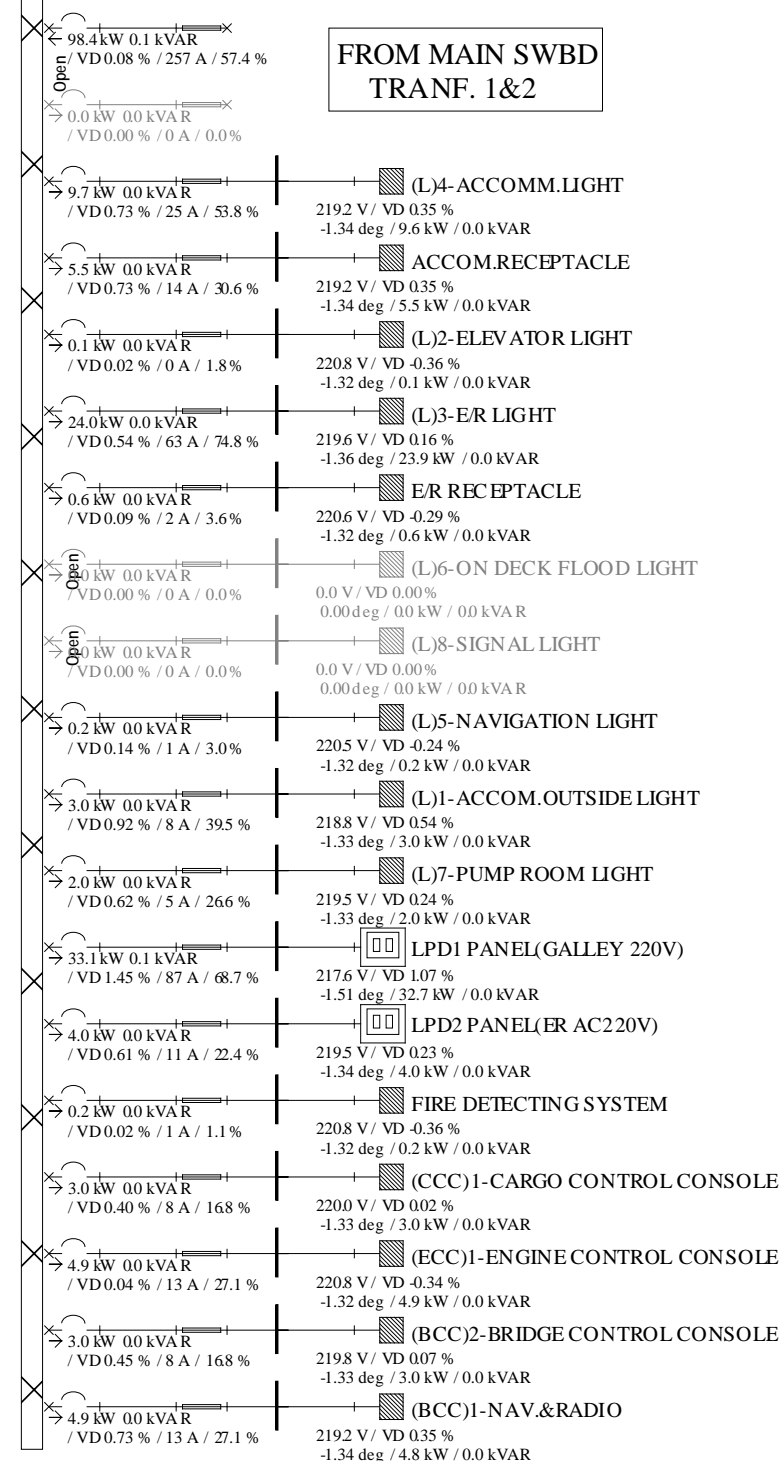 98.4 kW 0.1 kVAR
/ VD 0.08 % / 257 A / 57.4 %
FROM MAIN SWBD
TRANF. 1&2
Open
0.0 kW 0.0 kVAR
/ VD 0.00 % / 0 A / 0.0 %
9.7 kW 0.0 kVAR
/ VD 0.73 % / 25 A / 53.8 %
(L)4-ACCOMM.LIGHT
219.2 V / VD 0.35 %
-1.34 deg / 9.6 kW / 0.0 kVAR
5.5 kW 0.0 kVAR
/ VD 0.73 % / 14 A / 30.6 %
ACCOM.RECEPTACLE
219.2 V / VD 0.35 %
-1.34 deg / 5.5 kW / 0.0 kVAR
0.1 kW 0.0 kVAR
/ VD 0.02 % / 0 A / 1.8 %
(L)2-ELEVATOR LIGHT
220.8 V / VD -0.36 %
-1.32 deg / 0.1 kW / 0.0 kVAR
24.0 kW 0.0 kVAR
/ VD 0.54 % / 63 A / 74.8 %
(L)3-E/R LIGHT
219.6 V / VD 0.16 %
-1.36 deg / 23.9 kW / 0.0 kVAR
0.6 kW 0.0 kVAR
/ VD 0.09 % / 2 A / 3.6 %
E/R RECEPTACLE
220.6 V / VD -0.29 %
-1.32 deg / 0.6 kW / 0.0 kVAR
Open
0.0 kW 0.0 kVAR
/ VD 0.00 % / 0 A / 0.0 %
(L)6-ON DECK FLOOD LIGHT
0.0 V / VD 0.00 %
0.00 deg / 0.0 kW / 0.0 kVAR
Open
0.0 kW 0.0 kVAR
/ VD 0.00 % / 0 A / 0.0 %
(L)8-SIGNAL LIGHT
0.0 V / VD 0.00 %
0.00 deg / 0.0 kW / 0.0 kVAR
0.2 kW 0.0 kVAR
/ VD 0.14 % / 1 A / 3.0 %
(L)5-NAVIGATION LIGHT
220.5 V / VD -0.24 %
-1.32 deg / 0.2 kW / 0.0 kVAR
3.0 kW 0.0 kVAR
/ VD 0.92 % / 8 A / 39.5 %
(L)1-ACCOM.OUTSIDE LIGHT
218.8 V / VD 0.54 %
-1.33 deg / 3.0 kW / 0.0 kVAR
2.0 kW 0.0 kVAR
/ VD 0.62 % / 5 A / 26.6 %
(L)7-PUMP ROOM LIGHT
219.5 V / VD 0.24 %
-1.33 deg / 2.0 kW / 0.0 kVAR
33.1 kW 0.1 kVAR
/ VD 1.45 % / 87 A / 68.7 %
LPD1 PANEL(GALLEY 220V)
217.6 V / VD 1.07 %
-1.51 deg / 32.7 kW / 0.0 kVAR
4.0 kW 0.0 kVAR
/ VD 0.61 % / 11 A / 22.4 %
LPD2 PANEL(ER AC220V)
219.5 V / VD 0.23 %
-1.34 deg / 4.0 kW / 0.0 kVAR
0.2 kW 0.0 kVAR
/ VD 0.02 % / 1 A / 1.1 %
FIRE DETECTING SYSTEM
220.8 V / VD -0.36 %
-1.32 deg / 0.2 kW / 0.0 kVAR
3.0 kW 0.0 kVAR
/ VD 0.40 % / 8 A / 16.8 %
(CCC)1-CARGO CONTROL CONSOLE
220.0 V / VD 0.02 %
-1.33 deg / 3.0 kW / 0.0 kVAR
4.9 kW 0.0 kVAR
/ VD 0.04 % / 13 A / 27.1 %
(ECC)1-ENGINE CONTROL CONSOLE
220.8 V / VD -0.34 %
-1.32 deg / 4.9 kW / 0.0 kVAR
3.0 kW 0.0 kVAR
/ VD 0.45 % / 8 A / 16.8 %
(BCC)2-BRIDGE CONTROL CONSOLE
219.8 V / VD 0.07 %
-1.33 deg / 3.0 kW / 0.0 kVAR
4.9 kW 0.0 kVAR
/ VD 0.73 % / 13 A / 27.1 %
(BCC)1-NAV.&RADIO
219.2 V / VD 0.35 %
-1.34 deg / 4.8 kW / 0.0 kVAR